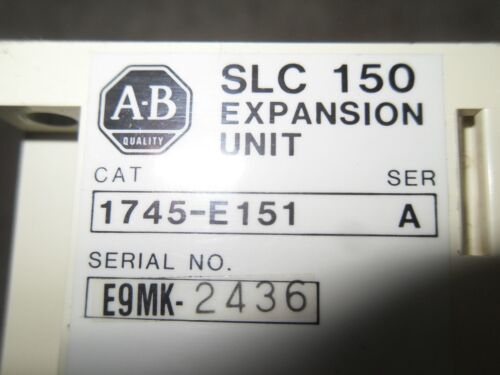 A-B
QUALITY
SLC 150
EXPANSION
UNIT
CAT SER
1745-E151 A
SERIAL NO.
E9MK-2436